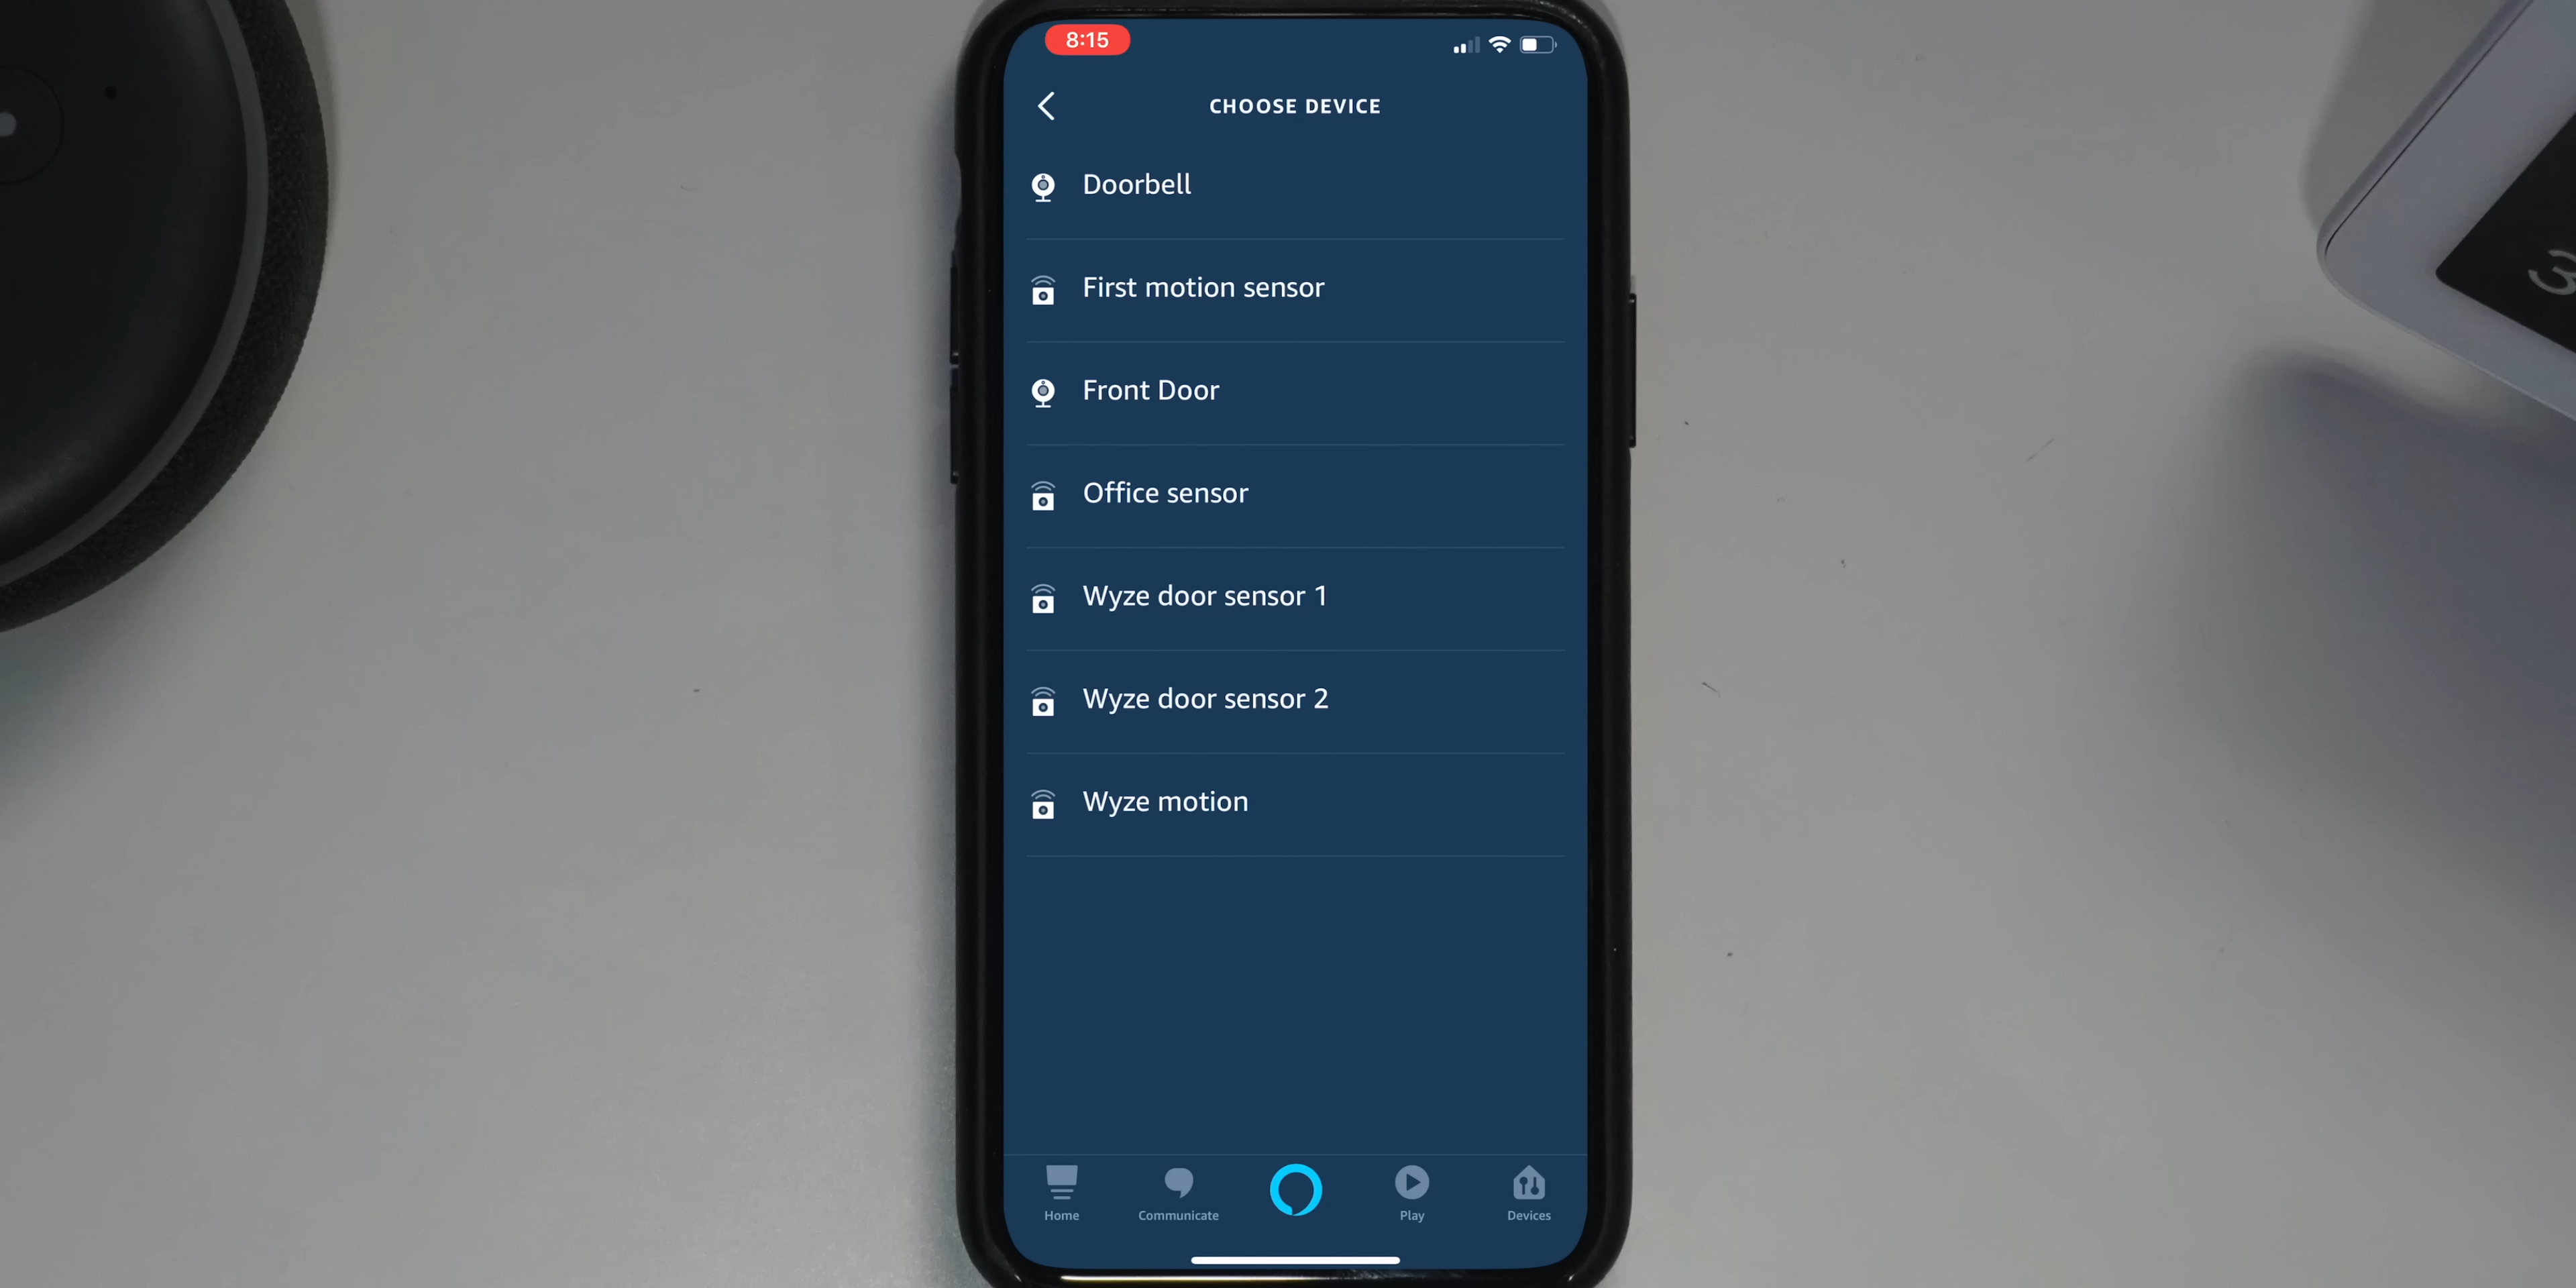 8:15
CHOOSE DEVICE
Doorbell
First motion sensor
Front Door
Office sensor
Wyze door sensor 1
Wyze door sensor 2
Wyze motion
Home
Communicate
Play
Devices
3